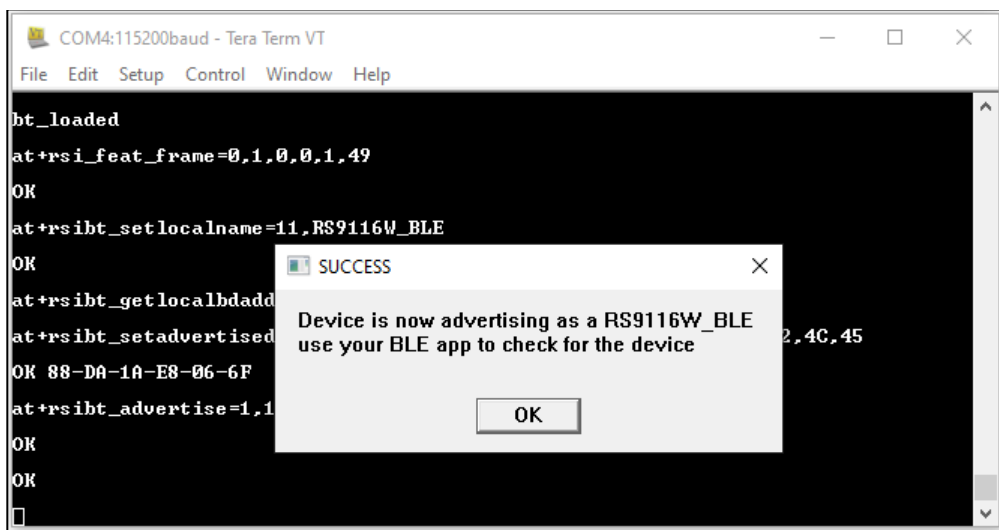 COM4:115200baud - Tera Term VT
File Edit Setup Control Window Help
bt_loaded
at+rsi_feat_frame=0,1,0,0,1,49
OK
at+rsibt_setlocalname=11,RS9116W_BLE
OK
SUCCESS
at+rsibt_getlocalbdadd
Device is now advertising as a RS9116W_BLE
use your BLE app to check for the device
at+rsibt_setadvertised
2,4C,45
OK 88-DA-1A-E8-06-6F
at+rsibt_advertise=1,1
OK
OK
OK